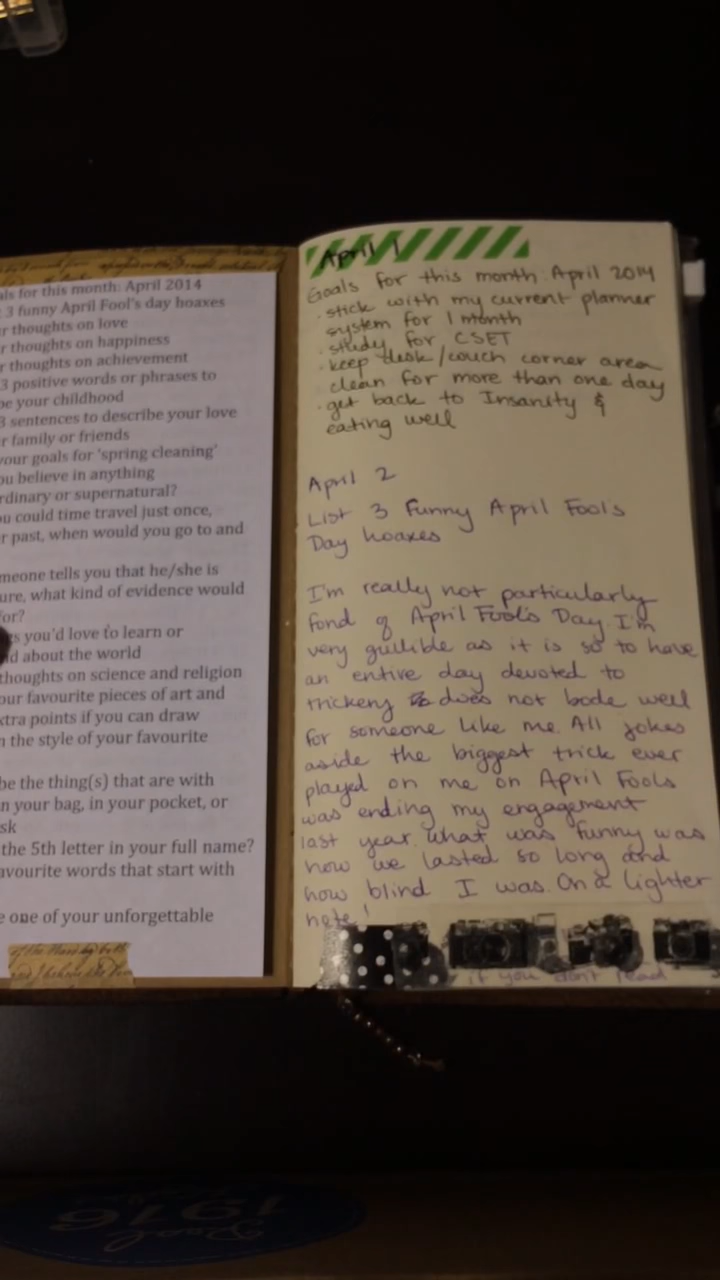 als for this month: April 2014
3 funny April Fool's day hoaxes
r thoughts on love
r thoughts on happiness
r thoughts on achievement
3 positive words or phrases to
be your childhood
3 sentences to describe your love
r family or friends
your goals for 'spring cleaning'
ou believe in anything
rdinary or supernatural?
ou could time travel just once,
r past, when would you go to and
meone tells you that he/she is
ure, what kind of evidence would
for?
gs you'd love to learn or
d about the world
thoughts on science and religion
our favourite pieces of art and
xtra points if you can draw
n the style of your favourite
be the thing(s) that are with
n your bag, in your pocket, or
sk
the 5th letter in your full name?
avourite words that start with
e one of your unforgettable
April 1
Goals for this month April 2014
· stick with my current planner
system for 1 month
· study for CSET
· keep desk/couch corner area
clean for more than one day
· get back to Insanity &
eating well
April 2
List 3 Funny April Fool's
Day hoaxes
I'm really not particularly
fond of April Fool's Day. I'm
very gullible as it is so to have
an entire day devoted to
trickery does not bode well
for someone like me. All jokes
aside the biggest trick ever
played on me on April Fools
was ending my engagement
last year. What was funny was
how we lasted so long and
how blind I was. On a lighter
note!
if you don't read
1976